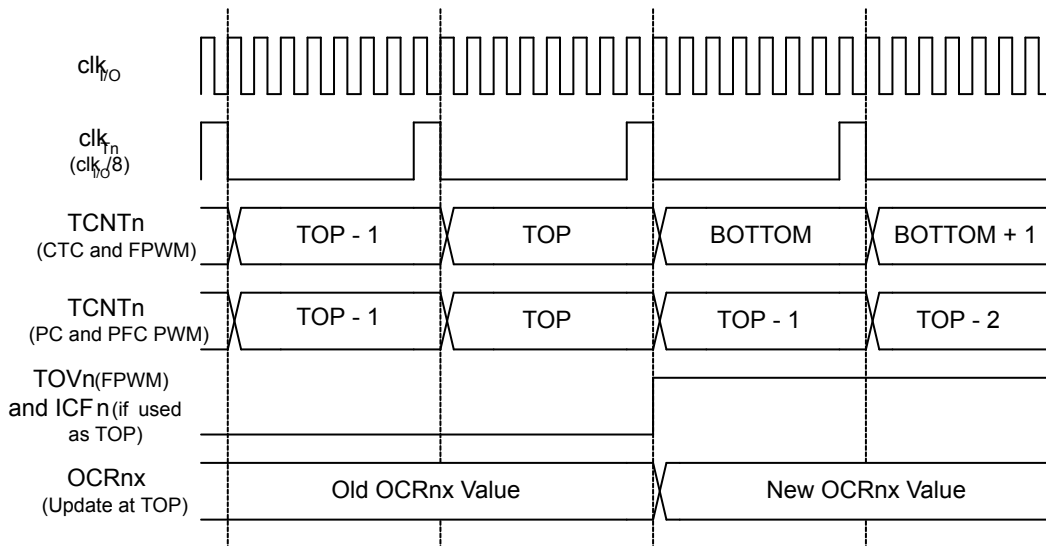 clkI/O
clkTn
(clkI/O/8)
TCNTn
(CTC and FPWM)
TOP - 1 TOP BOTTOM BOTTOM + 1
TCNTn
(PC and PFC PWM)
TOP - 1 TOP TOP - 1 TOP - 2
TOVn(FPWM)
and ICFn(if used
as TOP)
OCRnx
(Update at TOP)
Old OCRnx Value New OCRnx Value